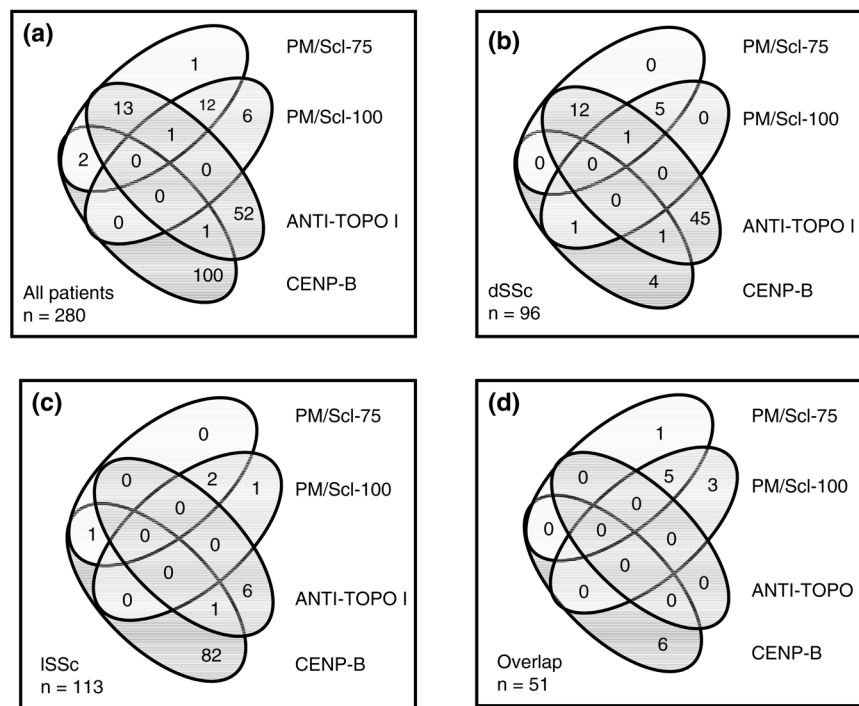 (a)
PM/Scl-75
1
13
12
6
PM/Scl-100
1
2
0
0
0
0
52
ANTI-TOPO I
1
100
CENP-B
All patients
n = 280
(b)
PM/Scl-75
0
12
5
0
PM/Scl-100
1
0
0
0
0
1
45
ANTI-TOPO I
1
4
CENP-B
dSSc
n = 96
(c)
PM/Scl-75
0
0
2
1
PM/Scl-100
0
1
0
0
0
0
6
ANTI-TOPO I
1
82
CENP-B
lSSc
n = 113
(d)
PM/Scl-75
1
0
5
3
PM/Scl-100
0
0
0
0
0
0
0
ANTI-TOPO
0
6
CENP-B
Overlap
n = 51